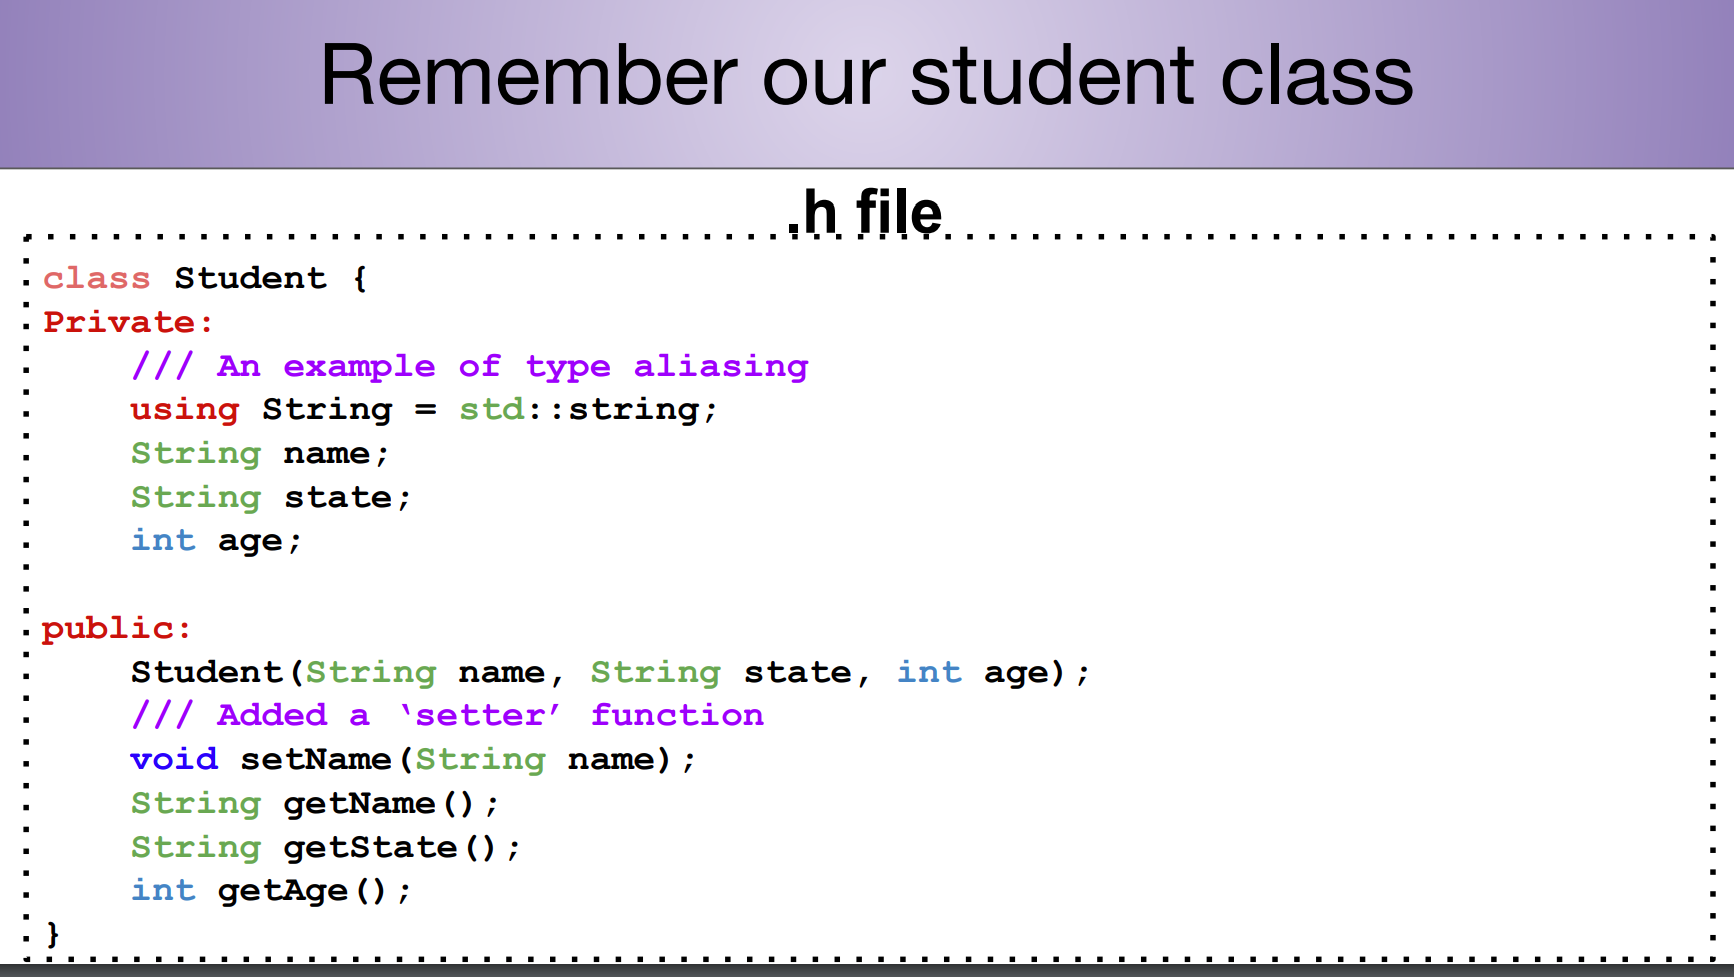 Remember our student class
.h file
class Student {
Private:
/// An example of type aliasing
using String = std::string;
String name;
String state;
int age;
public:
Student(String name, String state, int age);
/// Added a ‘setter’ function
void setName(String name);
String getName();
String getState();
int getAge();
}